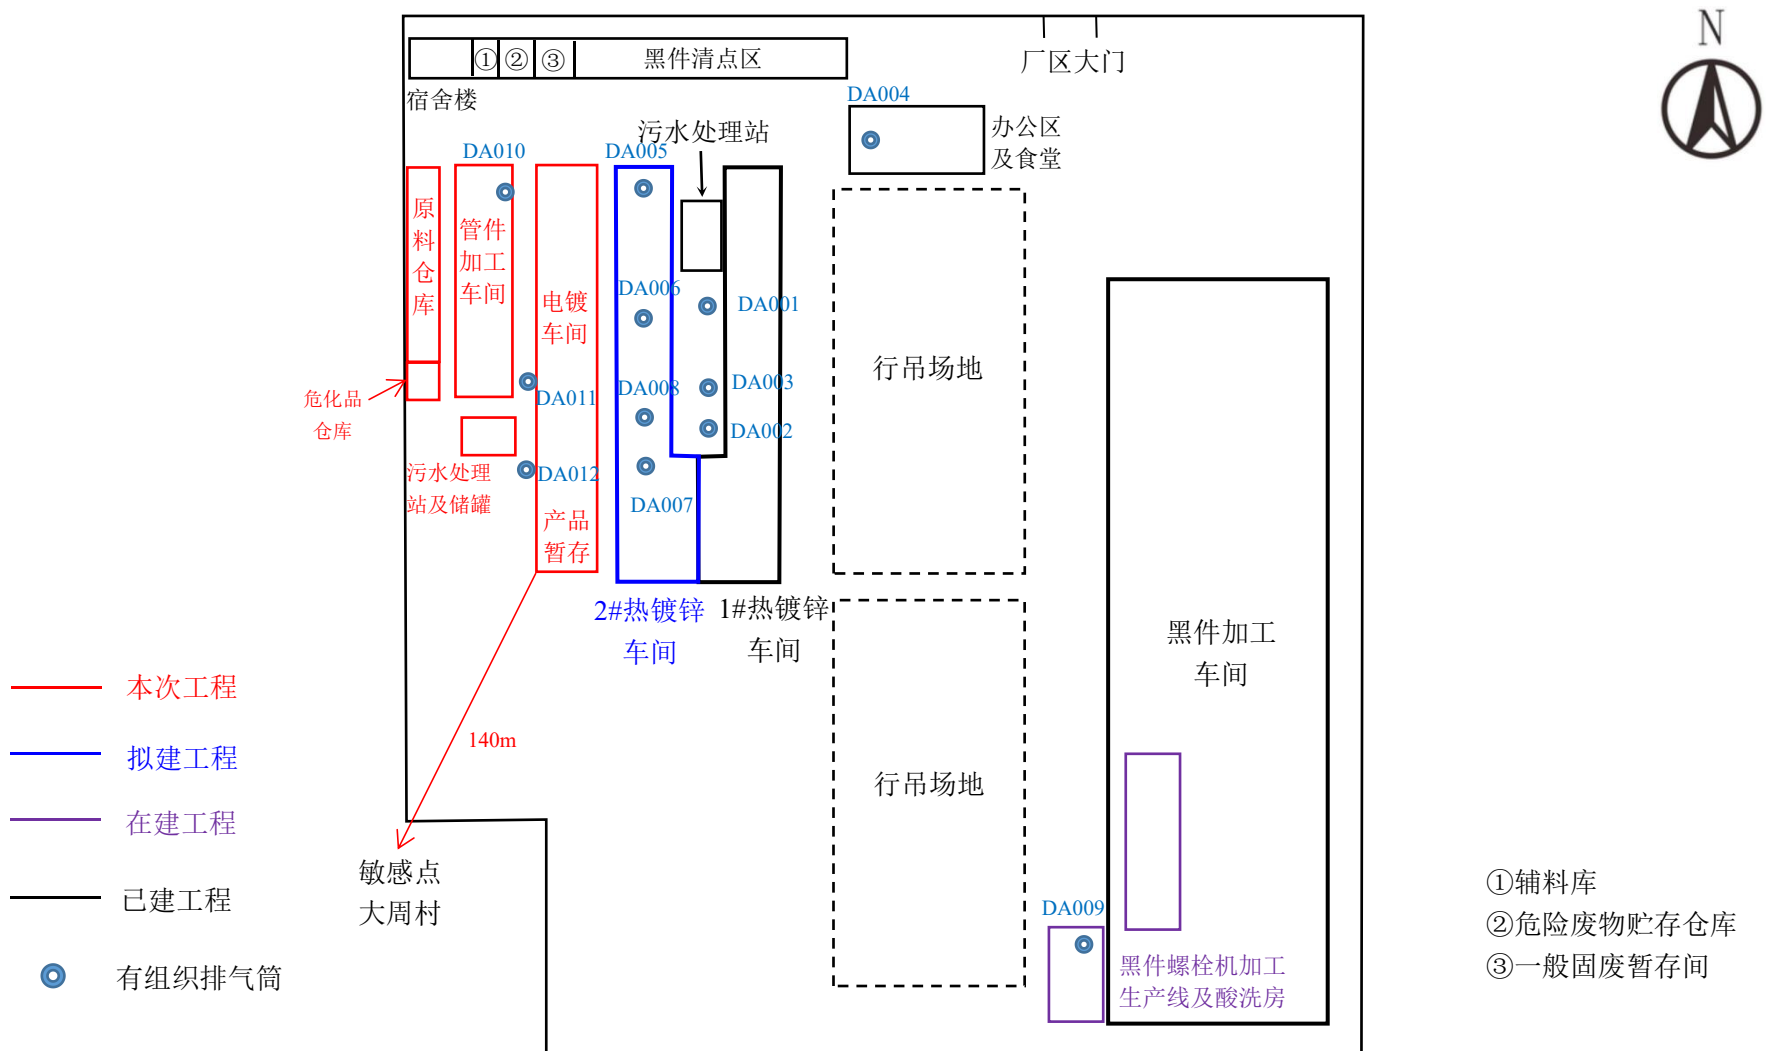 N
①
②
③
黑件清点区
厂区大门
宿舍楼
DA004
办公区
及食堂
污水处理站
DA010
DA005
原
料
仓
库
管件
加工
车间
电镀
车间
DA006
DA001
DA003
DA008
DA011
DA002
危化品
仓库
行吊场地
污水处理
站及储罐
DA012
DA007
产品
暂存
2#热镀锌
车间
1#热镀锌
车间
黑件加工
车间
本次工程
140m
拟建工程
行吊场地
在建工程
敏感点
大周村
已建工程
DA009
①辅料库
②危险废物贮存仓库
③一般固废暂存间
有组织排气筒
黑件螺栓机加工
生产线及酸洗房